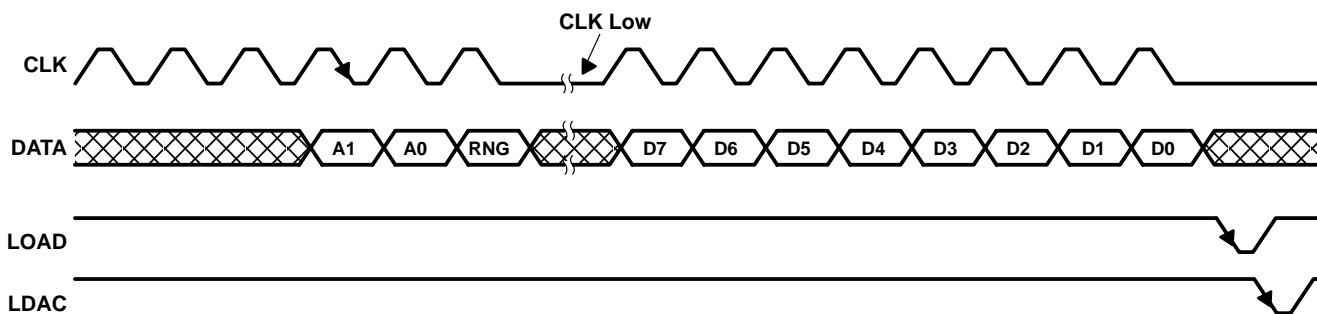 CLK Low
CLK
DATA
A1 A0 RNG D7 D6 D5 D4 D3 D2 D1 D0
LOAD
LDAC